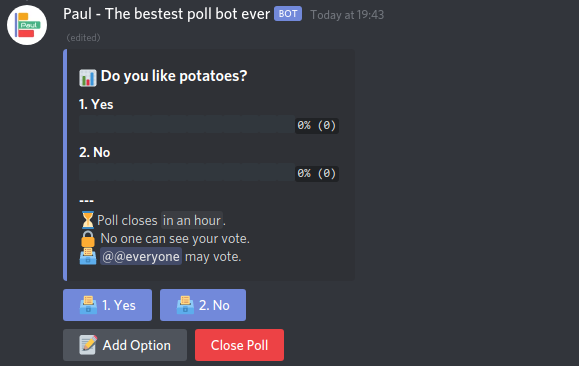 Paul
Paul - The bestest poll bot ever BOT Today at 19:43
(edited)
Do you like potatoes?
1. Yes
0% (0)
2. No
0% (0)
---
Poll closes in an hour.
No one can see your vote.
@@everyone may vote.
1. Yes
2. No
Add Option
Close Poll